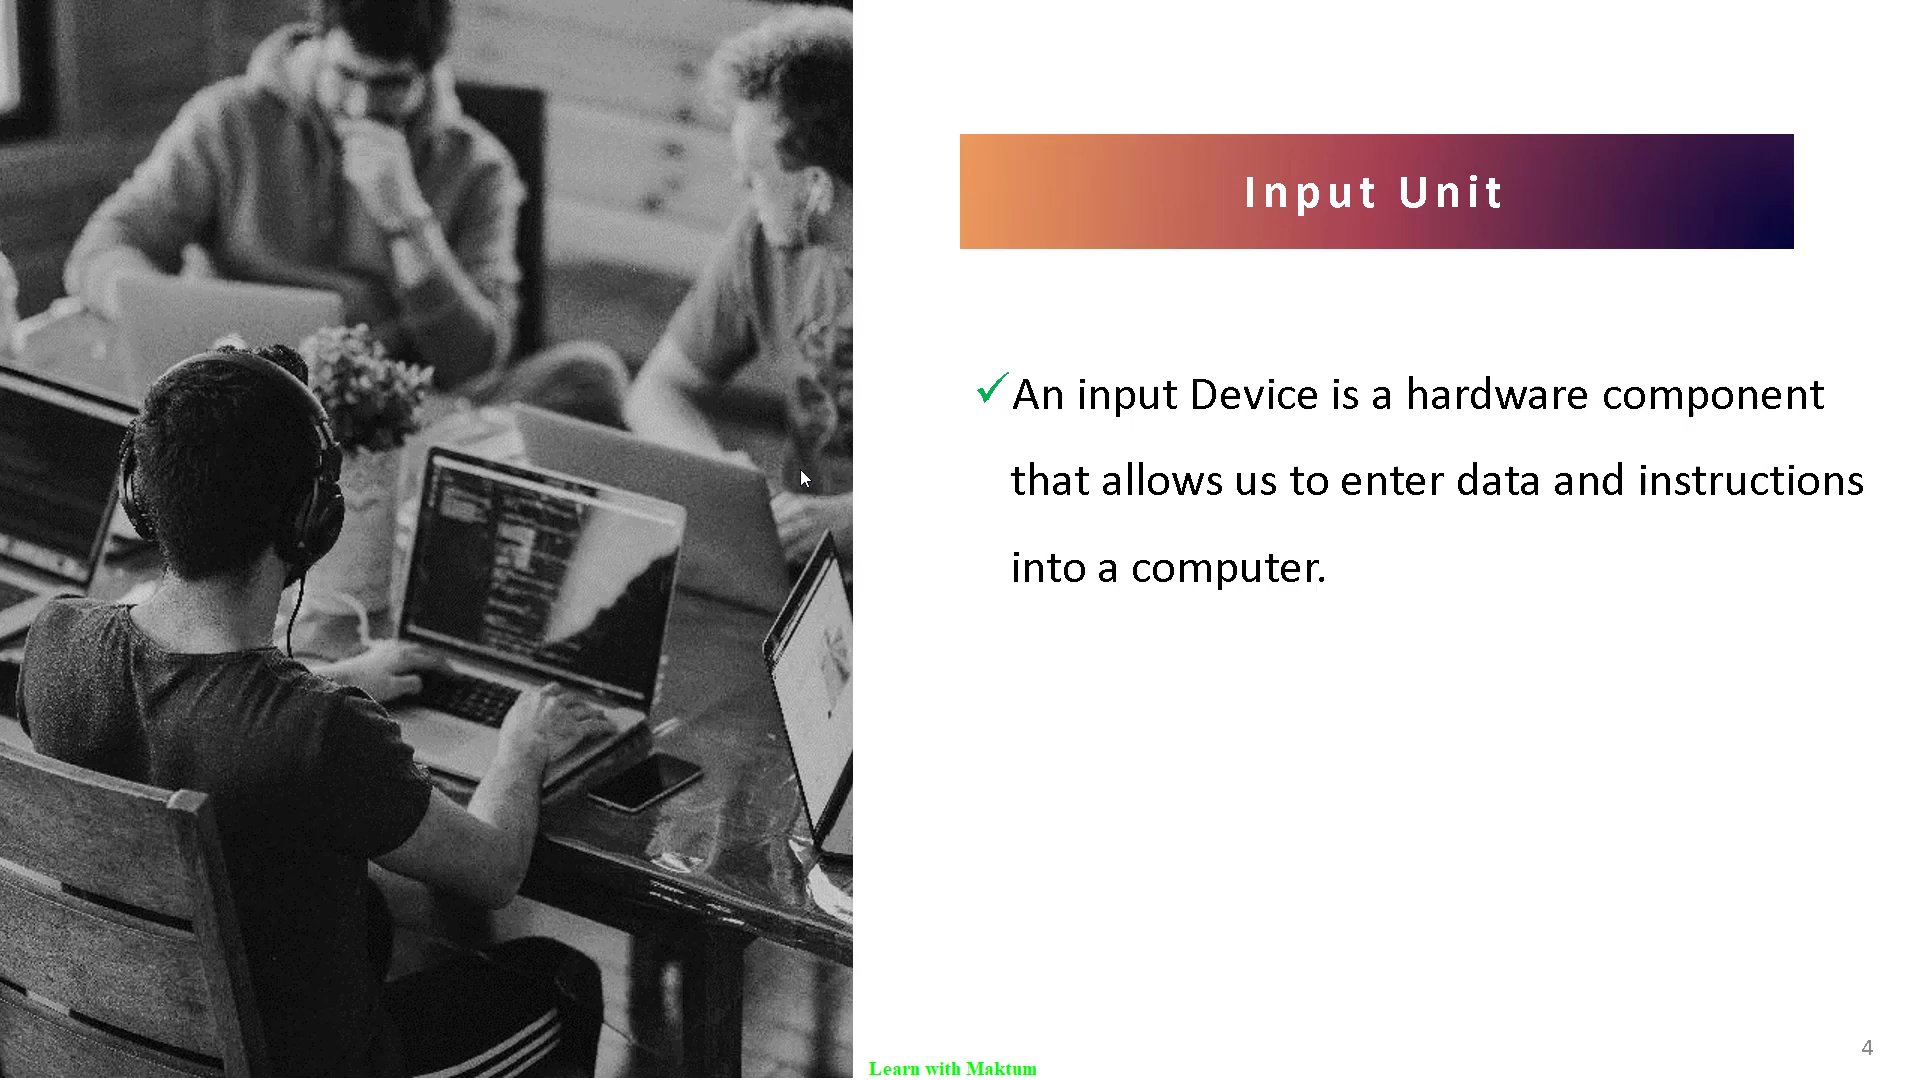 Input Unit
✓An input Device is a hardware component
that allows us to enter data and instructions
into a computer.
4
Learn with Maktum